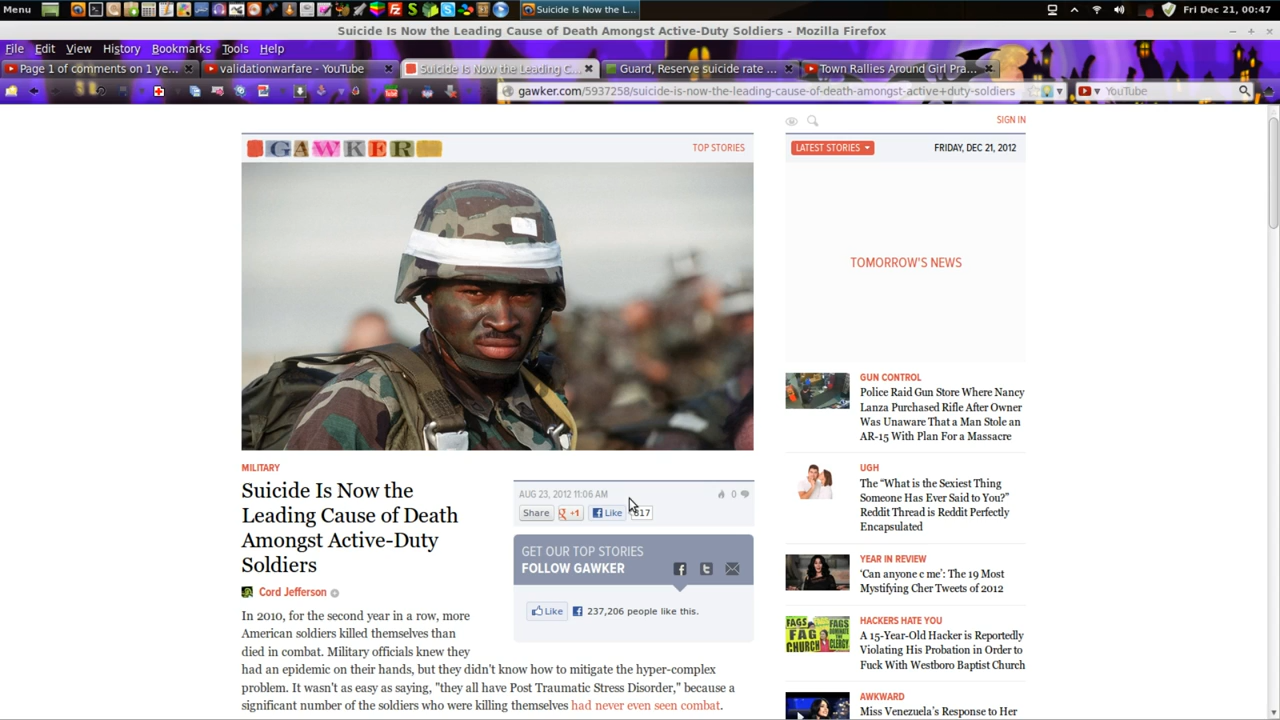 Menu
Suicide Is Now the L...
Fri Dec 21, 00:47
Suicide Is Now the Leading Cause of Death Amongst Active-Duty Soldiers - Mozilla Firefox
File Edit View History Bookmarks Tools Help
Page 1 of comments on 1 ye...
validationwarfare - YouTube
Suicide Is Now the Leading C...
Guard, Reserve suicide rate ...
Town Rallies Around Girl Pra...
gawker.com/5937258/suicide-is-now-the-leading-cause-of-death-amongst-active+duty-soldiers
YouTube
SIGN IN
GAWKER
TOP STORIES
LATEST STORIES
FRIDAY, DEC 21, 2012
TOMORROW'S NEWS
MILITARY
Suicide Is Now the
Leading Cause of Death
Amongst Active-Duty
Soldiers
Cord Jefferson
AUG 23, 2012 11:06 AM
0
Share
+1
Like
GET OUR TOP STORIES
FOLLOW GAWKER
Like
237,206 people like this.
In 2010, for the second year in a row, more
American soldiers killed themselves than
died in combat. Military officials knew they
had an epidemic on their hands, but they didn't know how to mitigate the hyper-complex
problem. It wasn't as easy as saying, "they all have Post Traumatic Stress Disorder," because a
significant number of the soldiers who were killing themselves had never even seen combat.
GUN CONTROL
Police Raid Gun Store Where Nancy
Lanza Purchased Rifle After Owner
Was Unaware That a Man Stole an
AR-15 With Plan For a Massacre
UGH
The “What is the Sexiest Thing
Someone Has Ever Said to You?”
Reddit Thread is Reddit Perfectly
Encapsulated
YEAR IN REVIEW
‘Can anyone c me’: The 19 Most
Mystifying Cher Tweets of 2012
HACKERS HATE YOU
A 15-Year-Old Hacker is Reportedly
Violating His Probation in Order to
Fuck With Westboro Baptist Church
AWKWARD
Miss Venezuela's Response to Her